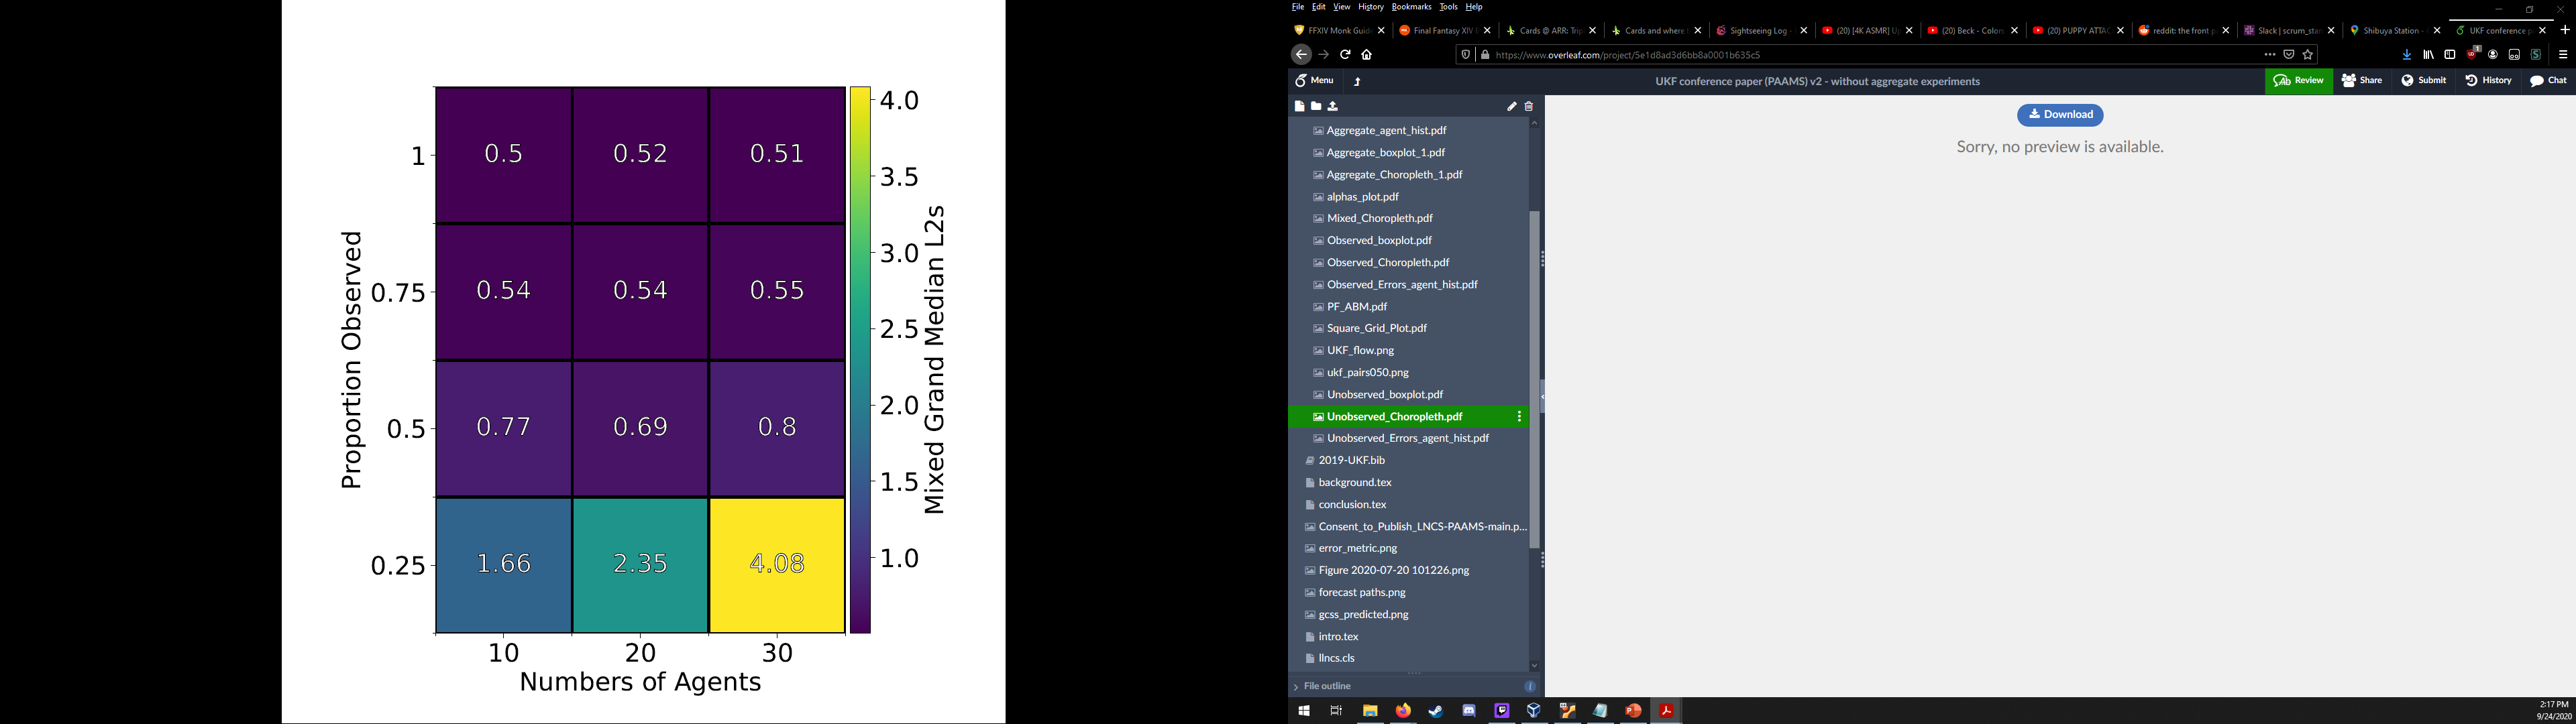 1
0.5 0.52 0.51
0.75
0.54 0.54 0.55
0.5
0.77 0.69 0.8
0.25
1.66 2.35 4.08
10 20 30
Numbers of Agents
Proportion Observed
4.0
3.5
3.0
2.5
2.0
1.5
1.0
Mixed Grand Median L2s
File Edit View History Bookmarks Tools Help
FFXIV Monk Guid Final Fantasy XIV Cards @ ARR: Trip Cards and where Sightseeing Log - (20) [4K ASMR] U (20) Beck - Colors (20) PUPPY ATTAC reddit: the front p Slack | scrum_sta Shibuya Station - UKF conference p
https://www.overleaf.com/project/5e1d8ad3d6bb8a0001b635c5
Menu
UKF conference paper (PAAMS) v2 - without aggregate experiments
Review Share Submit History Chat
Aggregate_agent_hist.pdf
Aggregate_boxplot_1.pdf
Aggregate_Choropleth_1.pdf
alphas_plot.pdf
Mixed_Choropleth.pdf
Observed_boxplot.pdf
Observed_Choropleth.pdf
Observed_Errors_agent_hist.pdf
PF_ABM.pdf
Square_Grid_Plot.pdf
UKF_flow.png
ukf_pairs050.png
Unobserved_boxplot.pdf
Unobserved_Choropleth.pdf
Unobserved_Errors_agent_hist.pdf
2019-UKF.bib
background.tex
conclusion.tex
Consent_to_Publish_LNCS-PAAMS-main.p...
error_metric.png
Figure 2020-07-20 101226.png
forecast paths.png
gcss_predicted.png
intro.tex
llncs.cls
File outline
Download
Sorry, no preview is available.
2:17 PM
9/24/2020